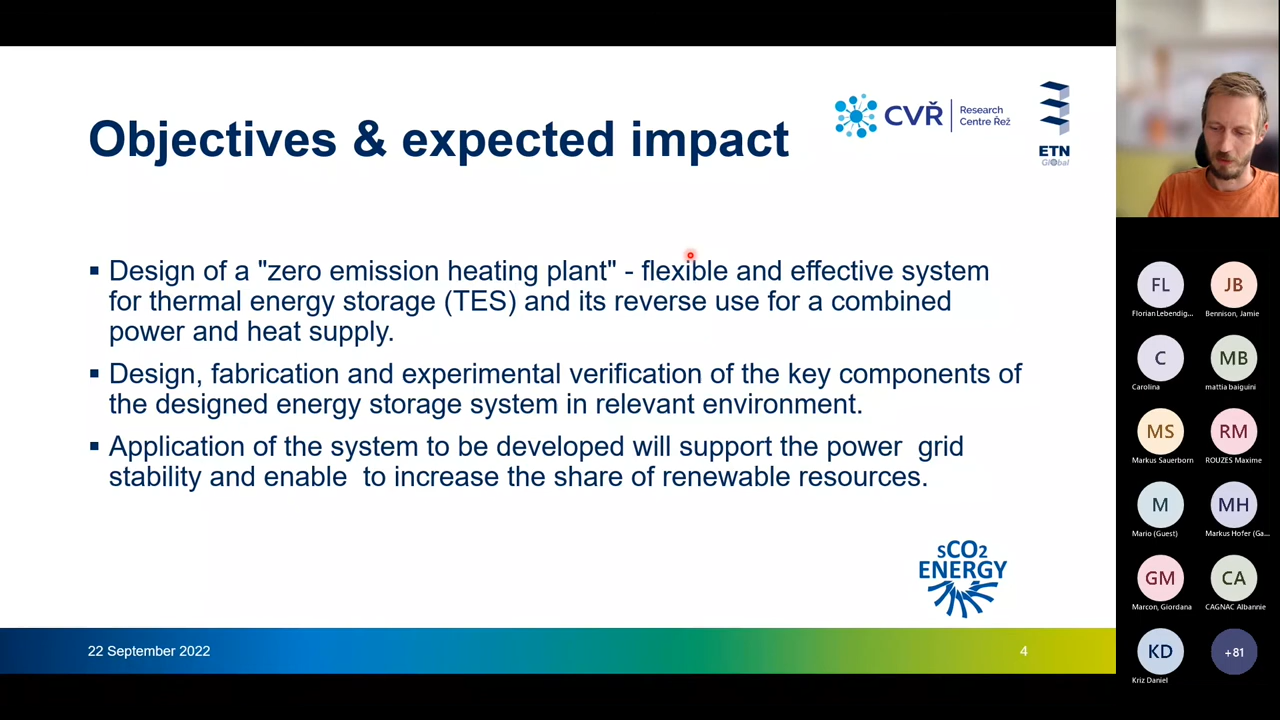 Objectives & expected impact
CVŘ
Research
Centre Řež
ETN
Global
▪ Design of a "zero emission heating plant" - flexible and effective system
for thermal energy storage (TES) and its reverse use for a combined
power and heat supply.
▪ Design, fabrication and experimental verification of the key components of
the designed energy storage system in relevant environment.
▪ Application of the system to be developed will support the power  grid
stability and enable  to increase the share of renewable resources.
sCO2
ENERGY
22 September 2022
4
FL
Florian Lebendig...
JB
Bennison, Jamie
C
Carolina
MB
mattia baiguini
MS
Markus Sauerborn
RM
ROUZES Maxime
M
Mario (Guest)
MH
Markus Hofer (Ga...
GM
Marcon, Giordana
CA
CAGNAC Albannie
KD
Kriz Daniel
+81